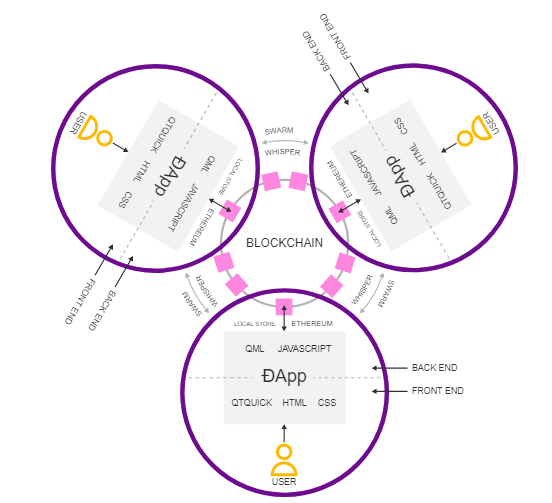 FRONT END
BACK END
USER
QTQUICK HTML CSS
ĐApp
QML JAVASCRIPT
LOCAL STORE ETHEREUM
FRONT END
BACK END
SWARM
WHISPER
USER
CSS HTML QTQUICK
ĐApp
JAVASCRIPT QML
ETHEREUM LOCAL STORE
BLOCKCHAIN
WHISPER
SWARM
WHISPER
SWARM
LOCAL STORE ETHEREUM
QML JAVASCRIPT
ĐApp
QTQUICK HTML CSS
BACK END
FRONT END
USER